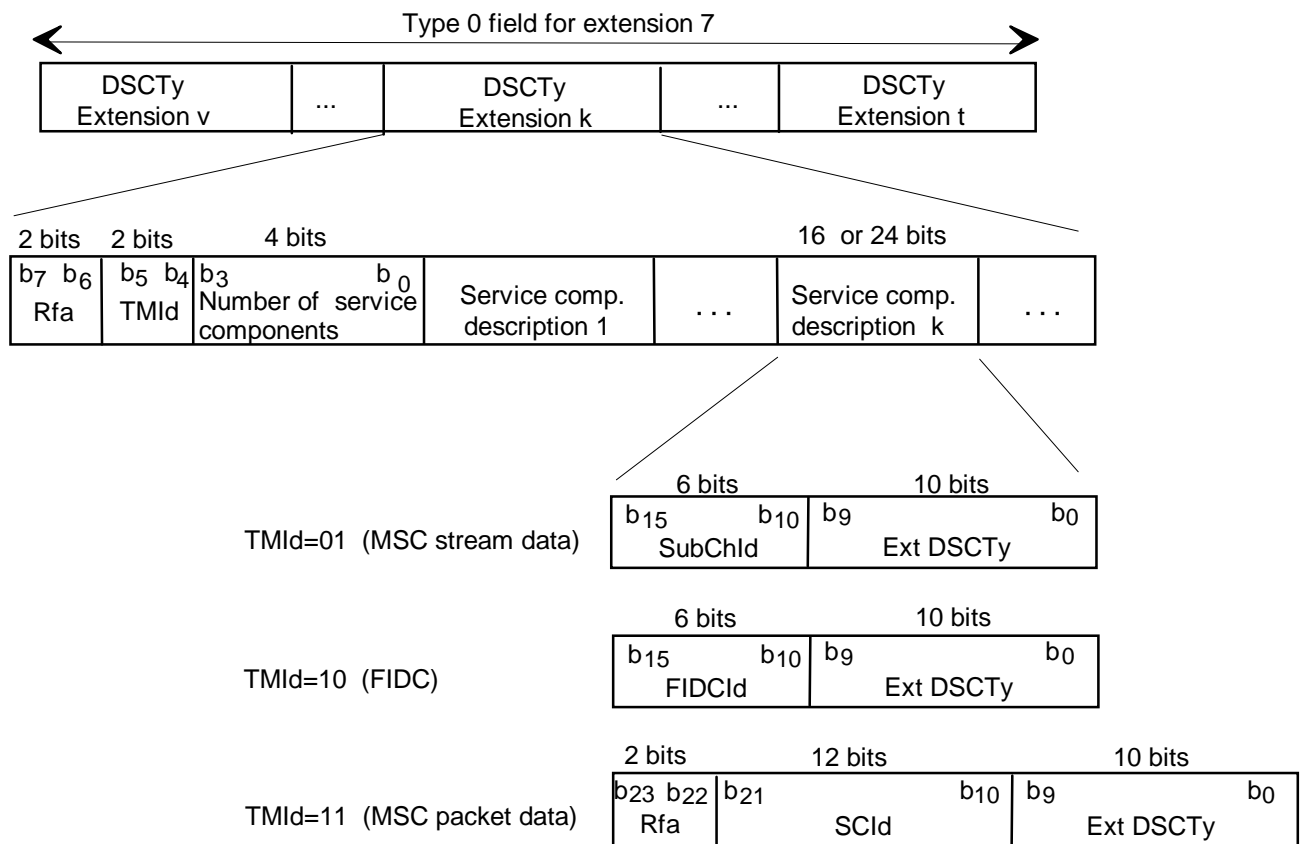 Type 0 field for extension 7
DSCTy Extension v
...
DSCTy Extension k
...
DSCTy Extension t
2 bits 2 bits 4 bits 16 or 24 bits
b7 b6 b5 b4 b3 b0
Rfa TMId Number of service components
Service comp. description 1
. . .
Service comp. description k
. . .
6 bits 10 bits
b15 b10 b9 b0
TMId=01 (MSC stream data) SubChId Ext DSCTy
6 bits 10 bits
b15 b10 b9 b0
TMId=10 (FIDC) FIDCId Ext DSCTy
2 bits 12 bits 10 bits
b23 b22 b21 b10 b9 b0
TMId=11 (MSC packet data) Rfa SCId Ext DSCTy